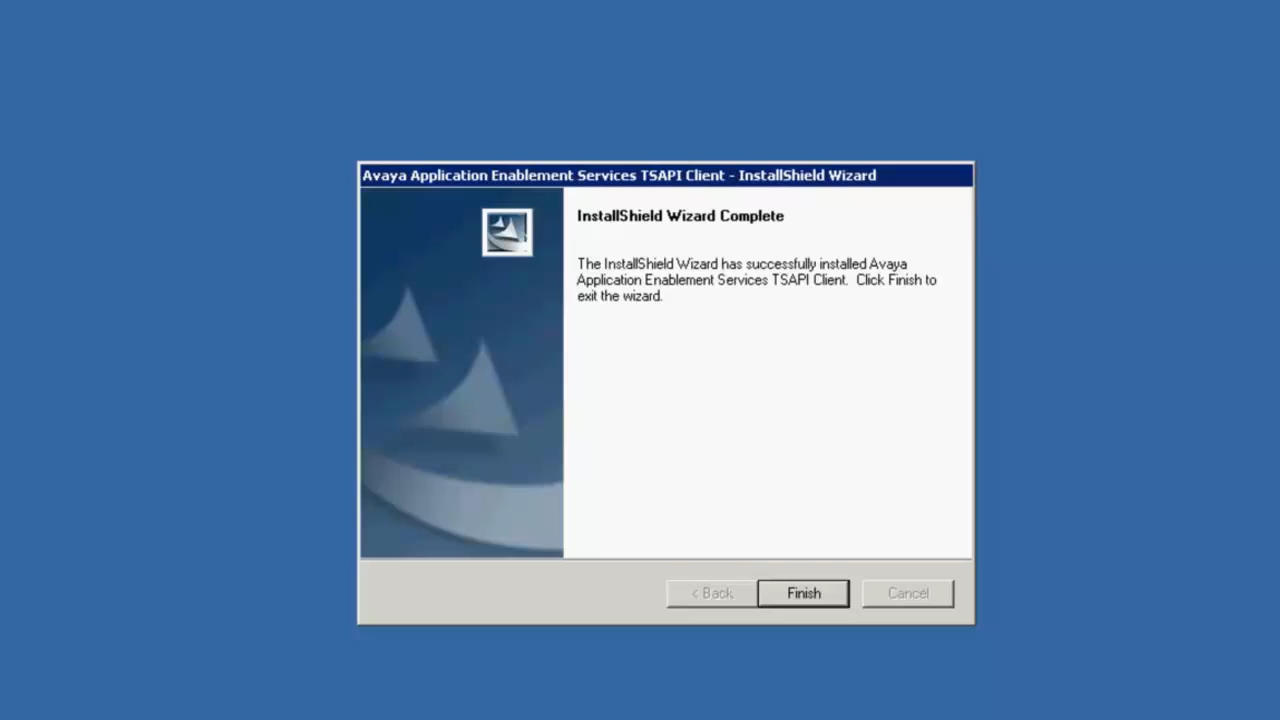 Avaya Application Enablement Services TSAPI Client - InstallShield Wizard
InstallShield Wizard Complete
The InstallShield Wizard has successfully installed Avaya
Application Enablement Services TSAPI Client. Click Finish to
exit the wizard.
< Back
Finish
Cancel